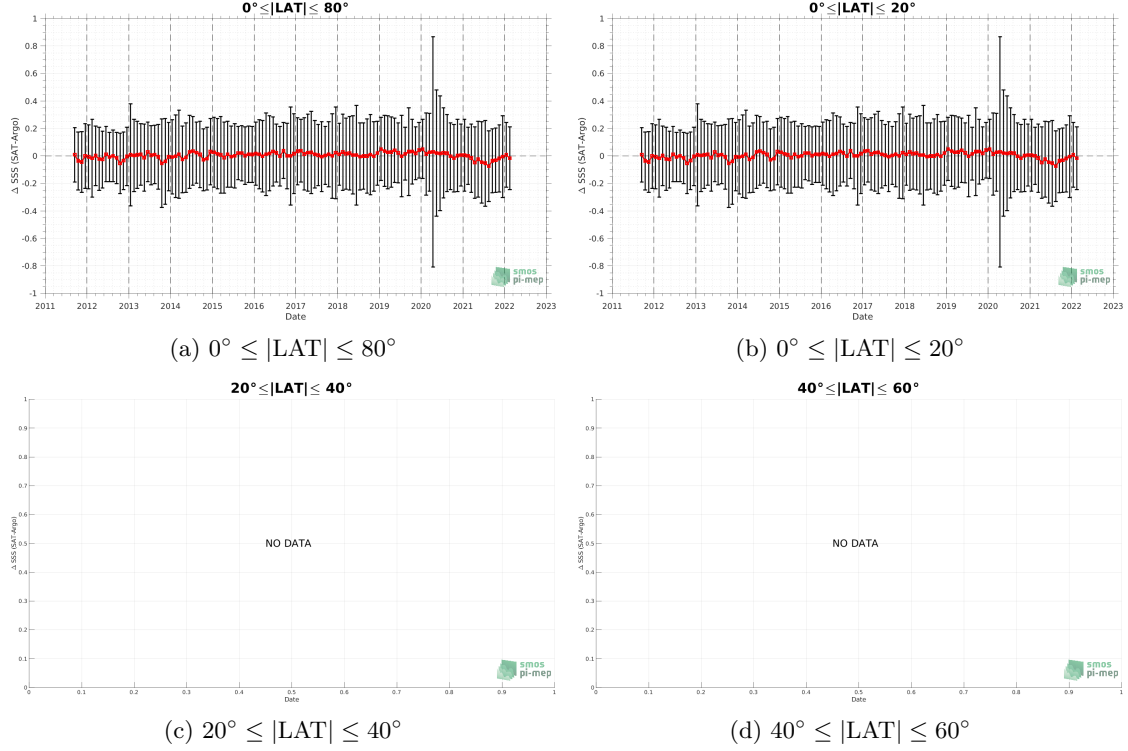 0°≤|LAT|≤ 80°
1
0.8
0.6
0.4
0.2
0
-0.2
-0.4
-0.6
-0.8
-1
Δ SSS (SAT-Argo)
2011 2012 2013 2014 2015 2016 2017 2018 2019 2020 2021 2022 2023
Date
smos
pi-mep
(a) 0° ≤ |LAT| ≤ 80°
0°≤|LAT|≤ 20°
1
0.8
0.6
0.4
0.2
0
-0.2
-0.4
-0.6
-0.8
-1
Δ SSS (SAT-Argo)
2011 2012 2013 2014 2015 2016 2017 2018 2019 2020 2021 2022 2023
Date
smos
pi-mep
(b) 0° ≤ |LAT| ≤ 20°
20°≤|LAT|≤ 40°
1
0.9
0.8
0.7
0.6
0.5
0.4
0.3
0.2
0.1
0
Δ SSS (SAT-Argo)
NO DATA
0 0.1 0.2 0.3 0.4 0.5 0.6 0.7 0.8 0.9 1
Date
smos
pi-mep
(c) 20° ≤ |LAT| ≤ 40°
40°≤|LAT|≤ 60°
1
0.9
0.8
0.7
0.6
0.5
0.4
0.3
0.2
0.1
0
Δ SSS (SAT-Argo)
NO DATA
0 0.1 0.2 0.3 0.4 0.5 0.6 0.7 0.8 0.9 1
Date
smos
pi-mep
(d) 40° ≤ |LAT| ≤ 60°